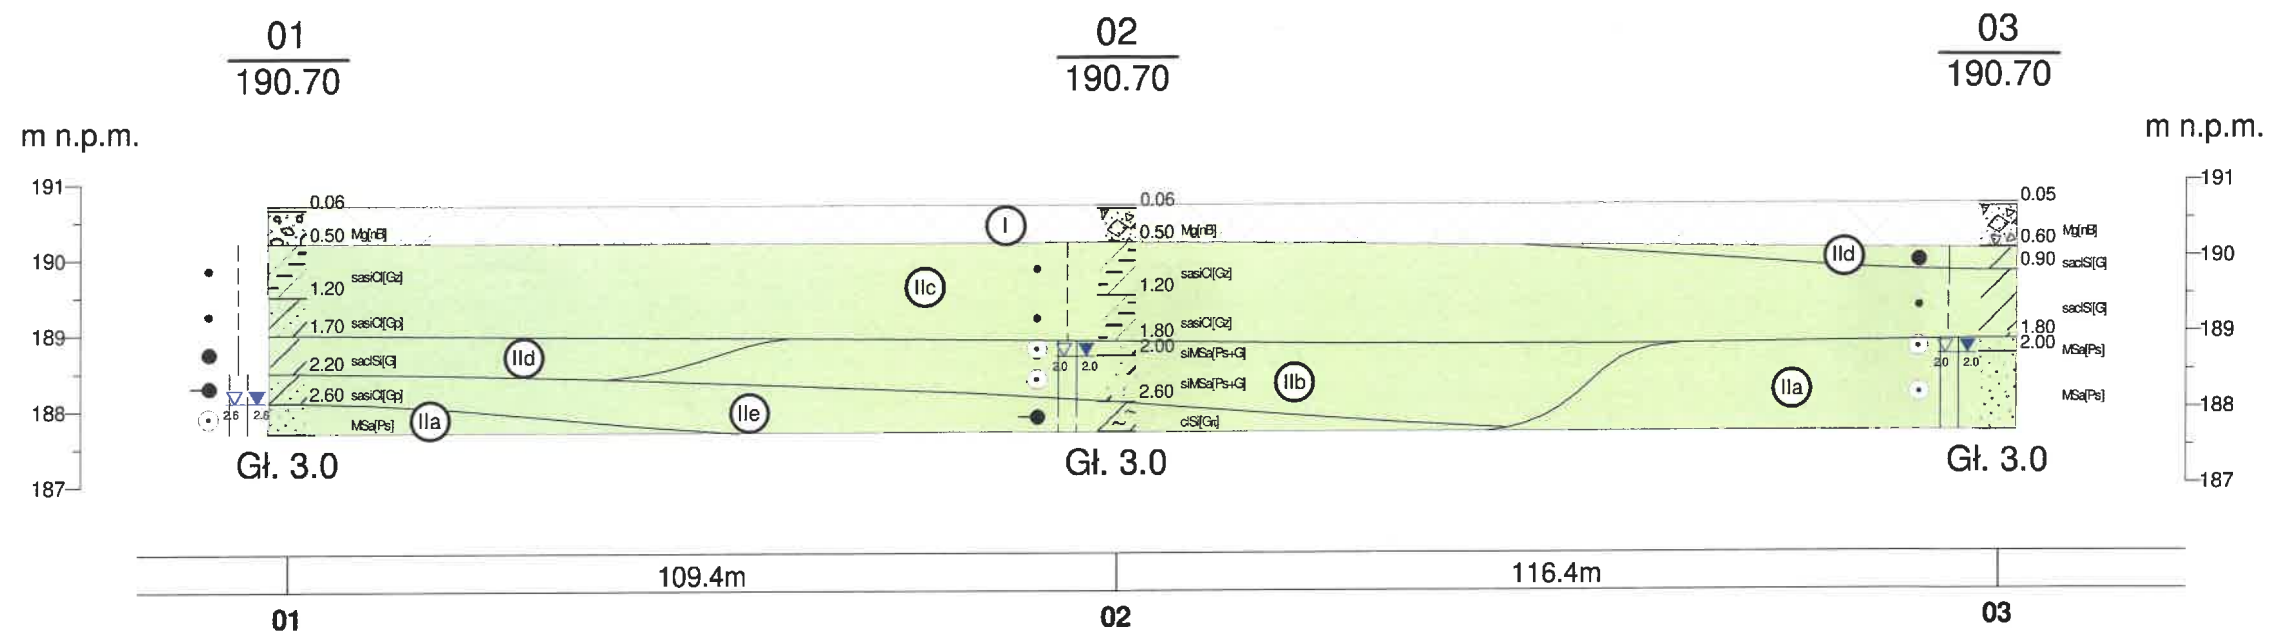 01
190.70
02
190.70
03
190.70
m n.p.m.
m n.p.m.
191
190
189
188
187
191
190
189
188
187
0.06
0.50 Mg[nB]
sasiCl[Gz]
1.20
sasiCl[Gp]
1.70
saclSi[G]
2.20
sasiCl[Gp]
2.60
MSa[Ps]
2.6 2.6
Gł. 3.0
0.06
0.50 Mg[nB]
sasiCl[Gz]
1.20
sasiCl[Gz]
1.80
2.00
siMSa[Ps+G]
siMSa[Ps+G]
2.60
clSi[Gπ]
2.0 2.0
Gł. 3.0
0.05
Mg[nB]
0.60
0.90 saclSi[G]
saclSi[G]
1.80
2.00
MSa[Ps]
MSa[Ps]
2.0 2.0
Gł. 3.0
I
IIc
IId
IId
IIa
IIe
IIb
IIa
109.4m
116.4m
01
02
03